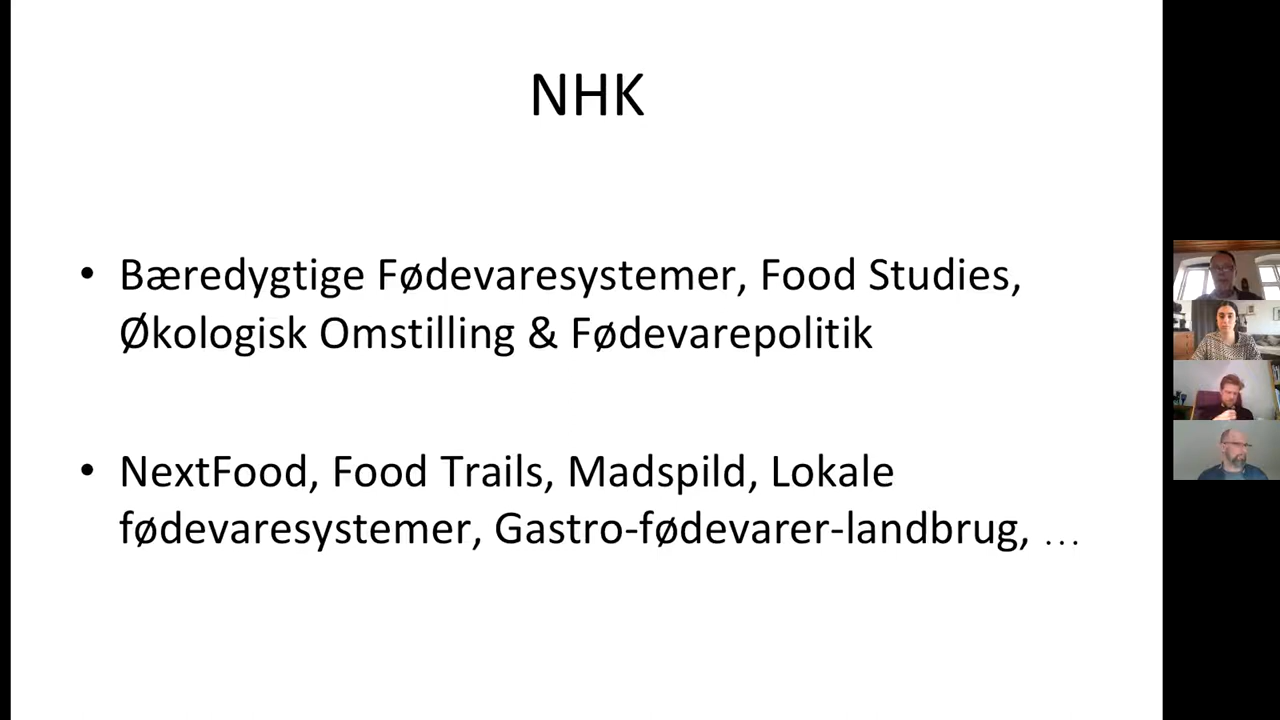 NHK
• Bæredygtige Fødevaresystemer, Food Studies,
Økologisk Omstilling & Fødevarepolitik
• NextFood, Food Trails, Madspild, Lokale
fødevaresystemer, Gastro-fødevarer-landbrug, …